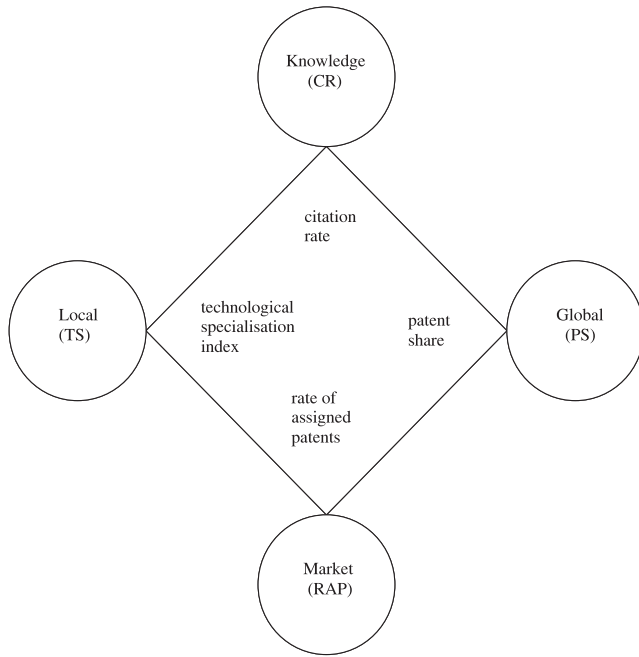 Knowledge
(CR)
citation
rate
Local
(TS)
technological
specialisation
index
patent
share
Global
(PS)
rate of
assigned
patents
Market
(RAP)